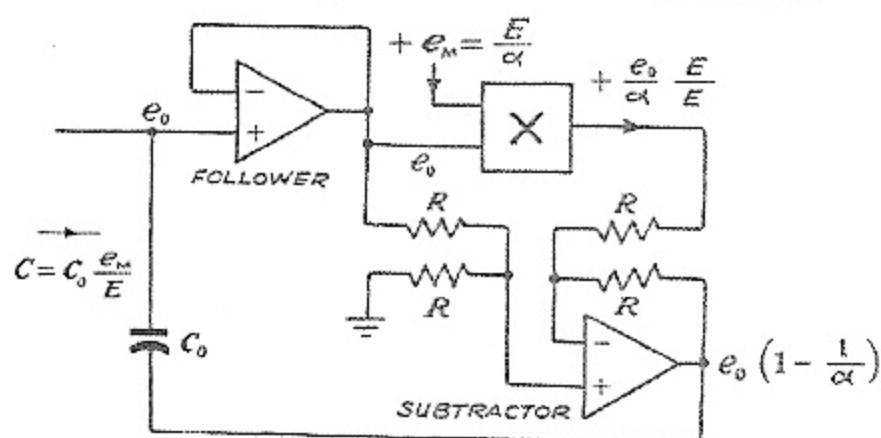 + e_M = E/α
+ e_0/α E/E
e_0
−
+
FOLLOWER
e_0
×
R
R
C = C_0 e_M/E
R
R
C_0
−
+
SUBTRACTOR
e_0 (1 − 1/α)